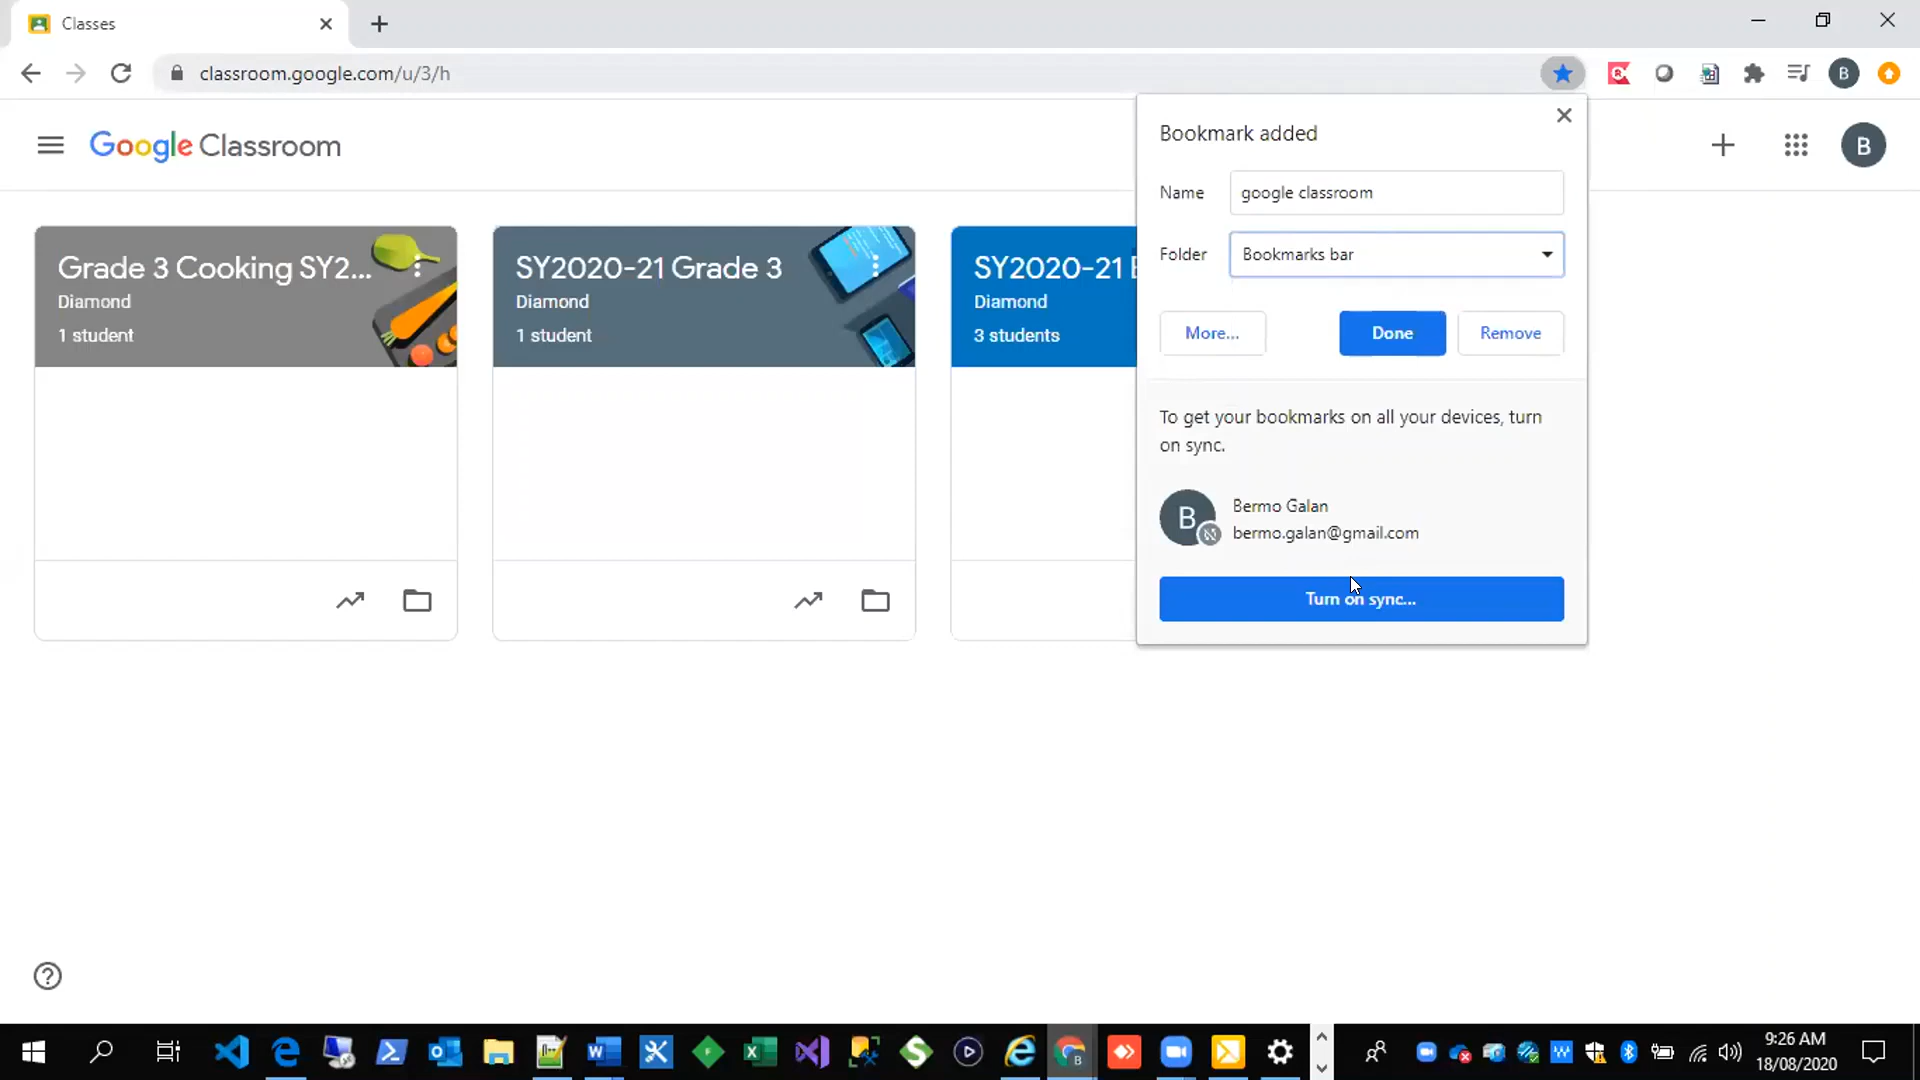 Classes
classroom.google.com/u/3/h
B
Google Classroom
B
Bookmark added
Name
google classroom
Folder
Bookmarks bar
More...
Done
Remove
To get your bookmarks on all your devices, turn
on sync.
B
Bermo Galan
bermo.galan@gmail.com
Turn on sync...
Grade 3 Cooking SY2...
Diamond
1 student
SY2020-21 Grade 3
Diamond
1 student
SY2020-21
Diamond
3 students
9:26 AM
18/08/2020